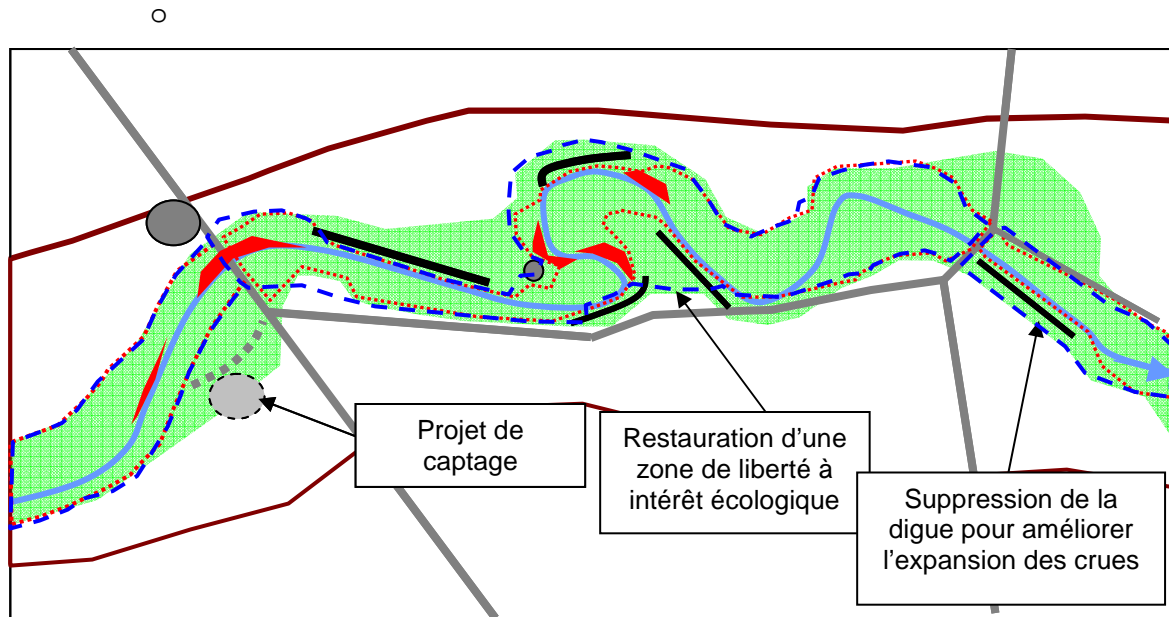 o
Projet de
captage
Restauration d’une
zone de liberté à
intérêt écologique
Suppression de la
digue pour améliorer
l’expansion des crues